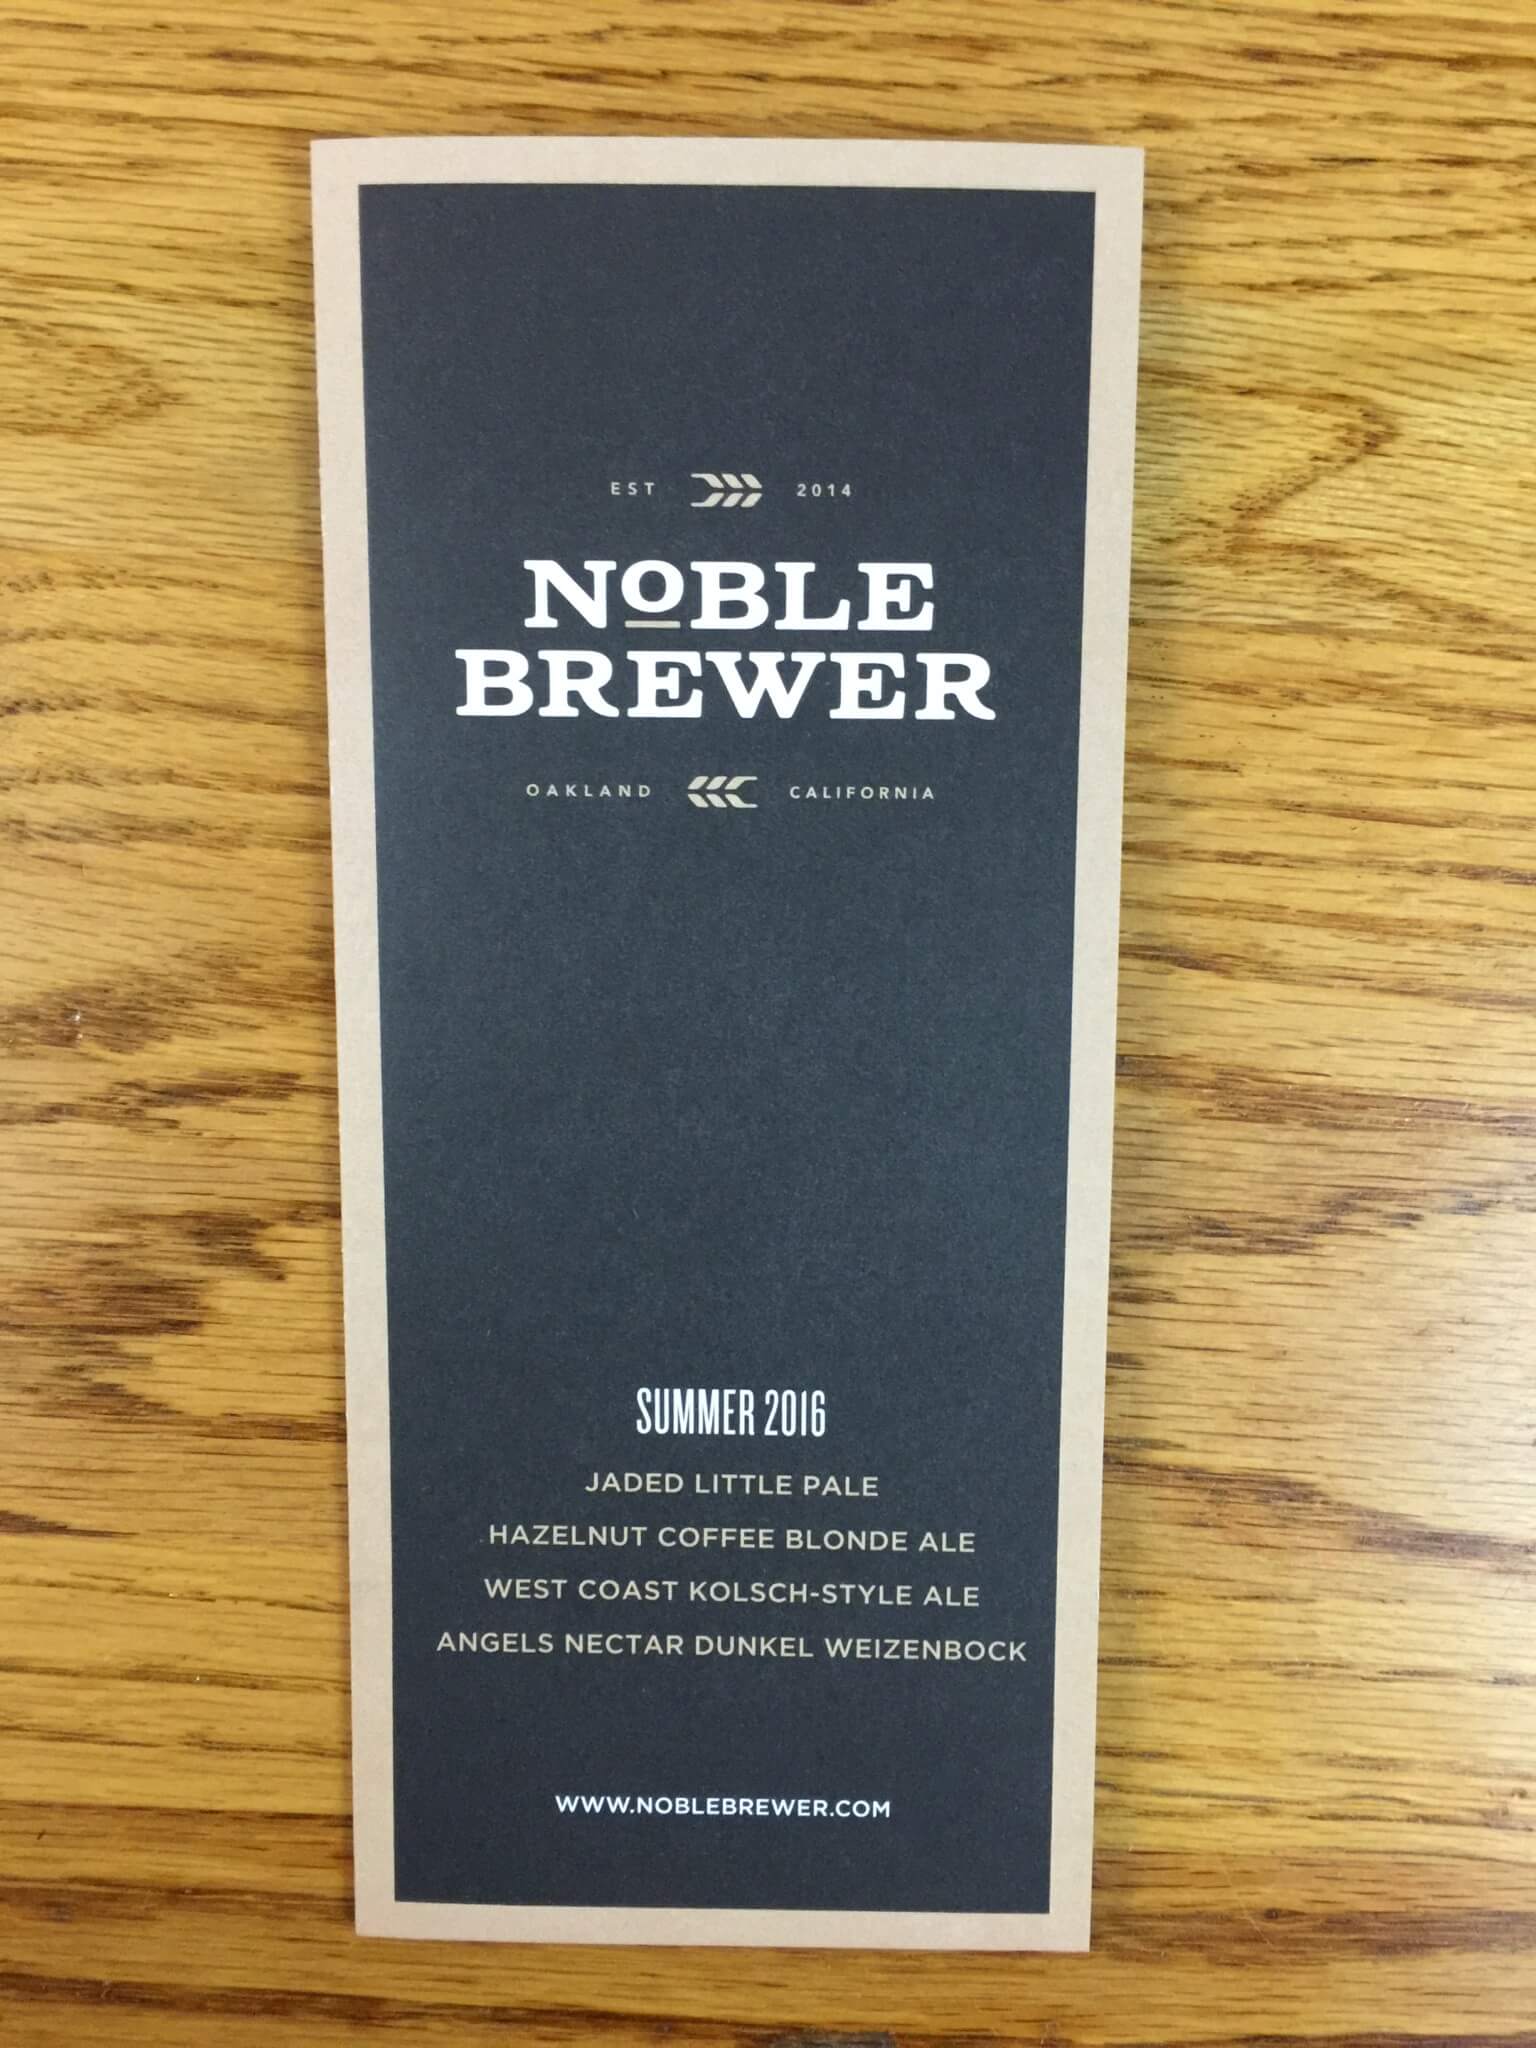 EST 2014
NOBLE
BREWER
OAKLAND CALIFORNIA
SUMMER 2016
JADED LITTLE PALE
HAZELNUT COFFEE BLONDE ALE
WEST COAST KOLSCH-STYLE ALE
ANGELS NECTAR DUNKEL WEIZENBOCK
WWW.NOBLEBREWER.COM